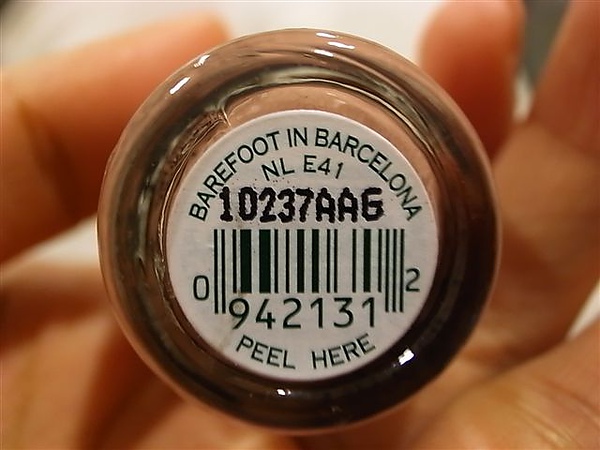 BAREFOOT IN BARCELONA
NL E41
10237AAG
0 942131 2
PEEL HERE